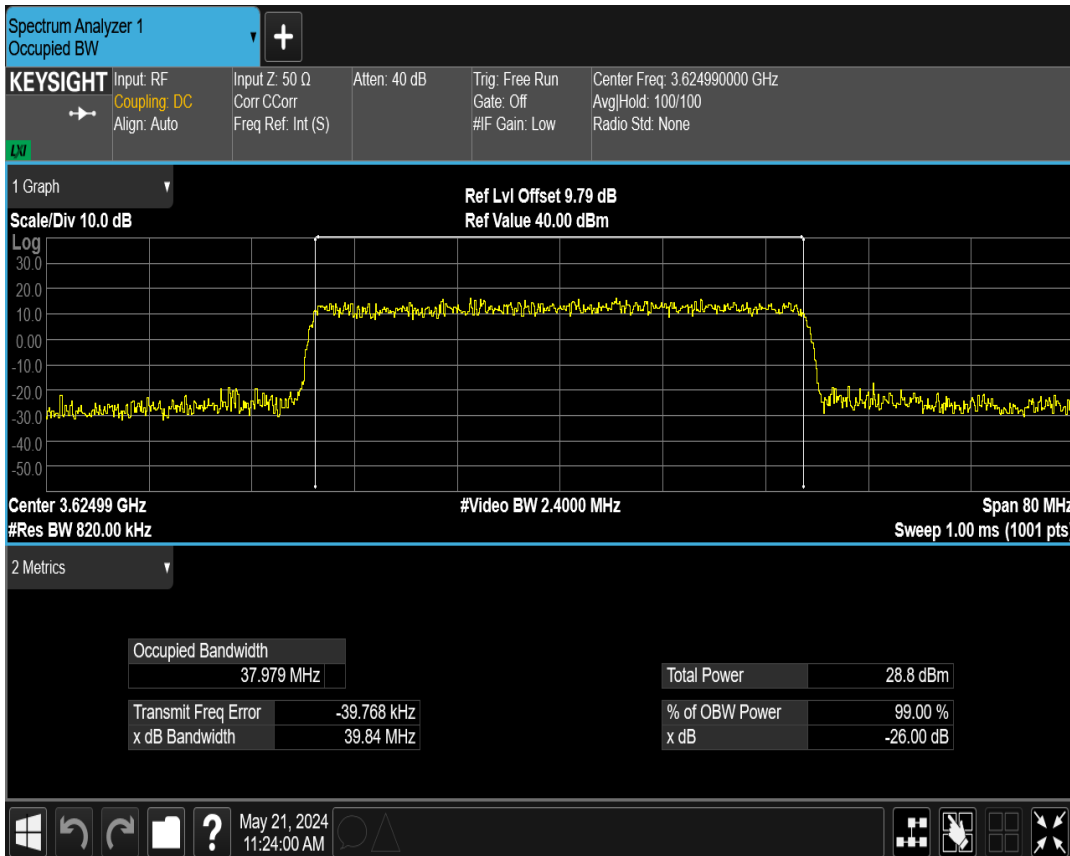 Spectrum Analyzer 1
Occupied BW
+
KEYSIGHT
LXI
Input: RF
Coupling: DC
Align: Auto
Input Z: 50 Ω
Corr CCorr
Freq Ref: Int (S)
Atten: 40 dB
Trig: Free Run
Gate: Off
#IF Gain: Low
Center Freq: 3.624990000 GHz
Avg|Hold: 100/100
Radio Std: None
1 Graph
Scale/Div 10.0 dB
Ref Lvl Offset 9.79 dB
Ref Value 40.00 dBm
Log
30.0
20.0
10.0
0.00
-10.0
-20.0
-30.0
-40.0
-50.0
Center 3.62499 GHz
#Res BW 820.00 kHz
#Video BW 2.4000 MHz
Span 80 MHz
Sweep 1.00 ms (1001 pts)
2 Metrics
Occupied Bandwidth
37.979 MHz
Transmit Freq Error -39.768 kHz
x dB Bandwidth 39.84 MHz
Total Power 28.8 dBm
% of OBW Power 99.00 %
x dB -26.00 dB
?
May 21, 2024
11:24:00 AM